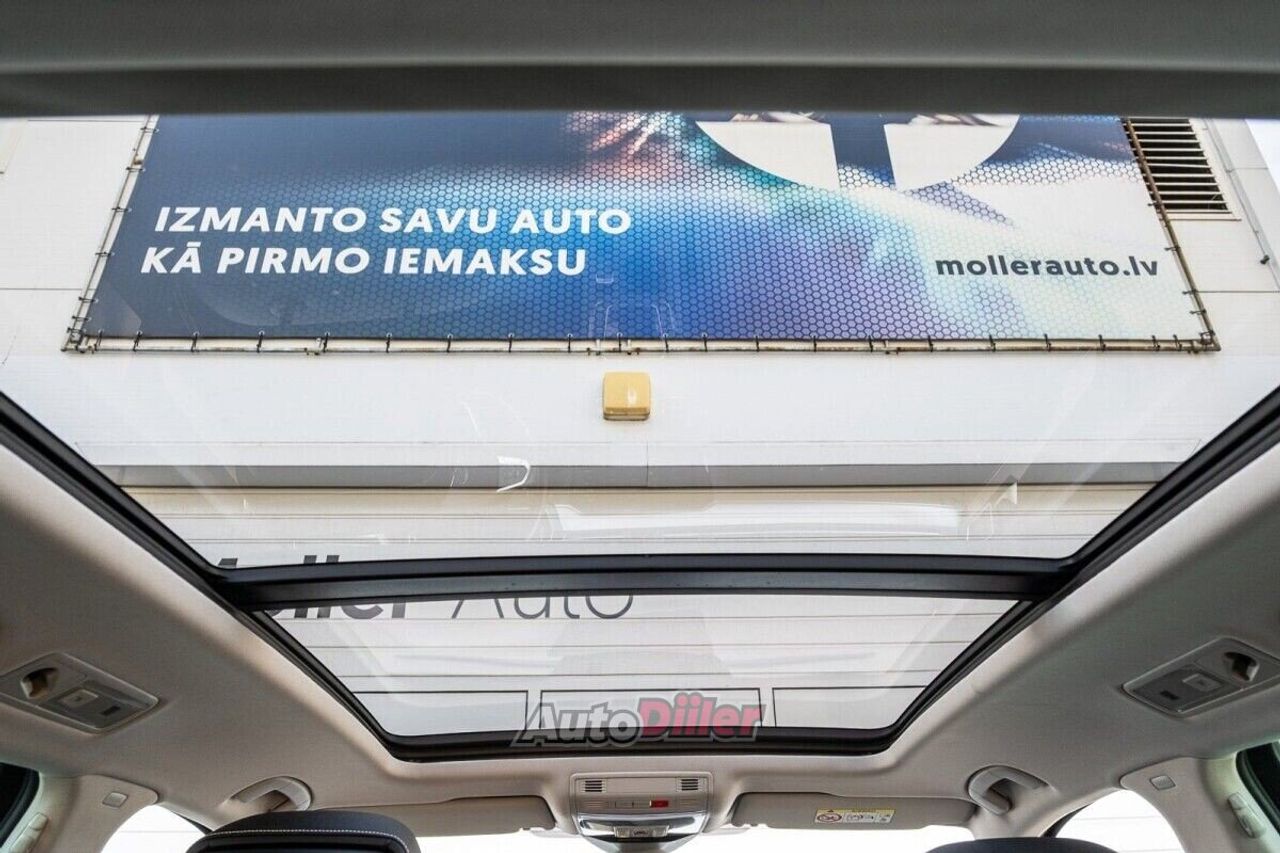 IZMANTO SAVU AUTO
KĀ PIRMO IEMAKSU
mollerauto.lv
Auto
AutoDiiler